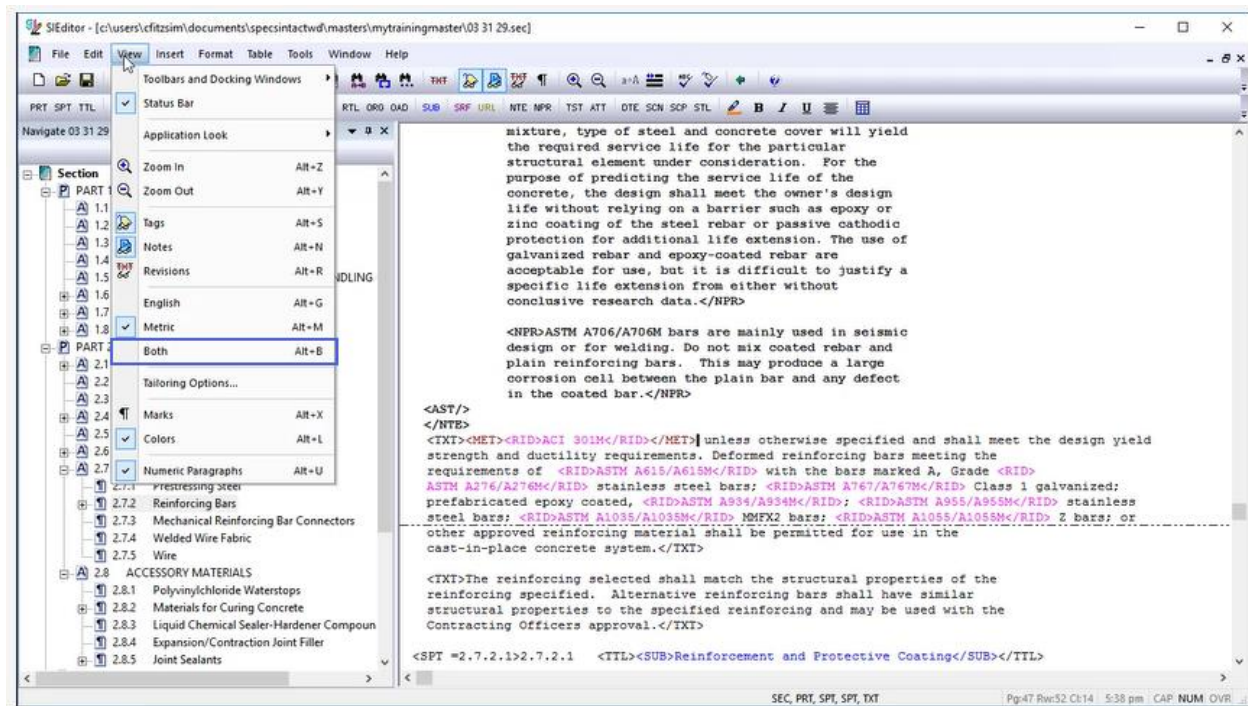 SIEditor - [c:\users\cfitzsim\documents\specsintactwd\masters\mytrainingmaster\03 31 29.sec]
File Edit View Insert Format Table Tools Window Help
PRT SPT TTL
RTL ORG OAD SUB SRF URL NTE NPR TST ATT DTE SCN SCP STL B I U
Navigate 03 31 29
Toolbars and Docking Windows
Status Bar
Application Look
Zoom In Alt+Z
Zoom Out Alt+Y
Tags Alt+S
Notes Alt+N
Revisions Alt+R
English Alt+G
Metric Alt+M
Both Alt+B
Tailoring Options...
Marks Alt+X
Colors Alt+L
Numeric Paragraphs Alt+U
Section
PART 1
1.1
1.2
1.3
1.4
1.5 NDLING
1.6
1.7
1.8
PART 2
2.1
2.2
2.3
2.4
2.5
2.6
2.7
2.7.1 Prestressing Steel
2.7.2 Reinforcing Bars
2.7.3 Mechanical Reinforcing Bar Connectors
2.7.4 Welded Wire Fabric
2.7.5 Wire
2.8 ACCESSORY MATERIALS
2.8.1 Polyvinylchloride Waterstops
2.8.2 Materials for Curing Concrete
2.8.3 Liquid Chemical Sealer-Hardener Compoun
2.8.4 Expansion/Contraction Joint Filler
2.8.5 Joint Sealants
mixture, type of steel and concrete cover will yield
the required service life for the particular
structural element under consideration. For the
purpose of predicting the service life of the
concrete, the design shall meet the owner's design
life without relying on a barrier such as epoxy or
zinc coating of the steel rebar or passive cathodic
protection for additional life extension. The use of
galvanized rebar and epoxy-coated rebar are
acceptable for use, but it is difficult to justify a
specific life extension from either without
conclusive research data.</NPR>
<NPR>ASTM A706/A706M bars are mainly used in seismic
design or for welding. Do not mix coated rebar and
plain reinforcing bars. This may produce a large
corrosion cell between the plain bar and any defect
in the coated bar.</NPR>
<AST/>
</NTE>
<TXT><MET><RID>ACI 301M</RID></MET> unless otherwise specified and shall meet the design yield
strength and ductility requirements. Deformed reinforcing bars meeting the
requirements of <RID>ASTM A615/A615M</RID> with the bars marked A, Grade <RID>
ASTM A276/A276M</RID> stainless steel bars; <RID>ASTM A767/A767M</RID> Class 1 galvanized;
prefabricated epoxy coated, <RID>ASTM A934/A934M</RID>; <RID>ASTM A955/A955M</RID> stainless
steel bars; <RID>ASTM A1035/A1035M</RID> MMFX2 bars; <RID>ASTM A1055/A1055M</RID> Z bars; or
other approved reinforcing material shall be permitted for use in the
cast-in-place concrete system.</TXT>
<TXT>The reinforcing selected shall match the structural properties of the
reinforcing specified. Alternative reinforcing bars shall have similar
structural properties to the specified reinforcing and may be used with the
Contracting Officers approval.</TXT>
<SPT =2.7.2.1>2.7.2.1 <TTL><SUB>Reinforcement and Protective Coating</SUB></TTL>
SEC, PRT, SPT, SPT, TXT Pg:47 Rw:52 Cl:14 5:38 pm CAP NUM OVR